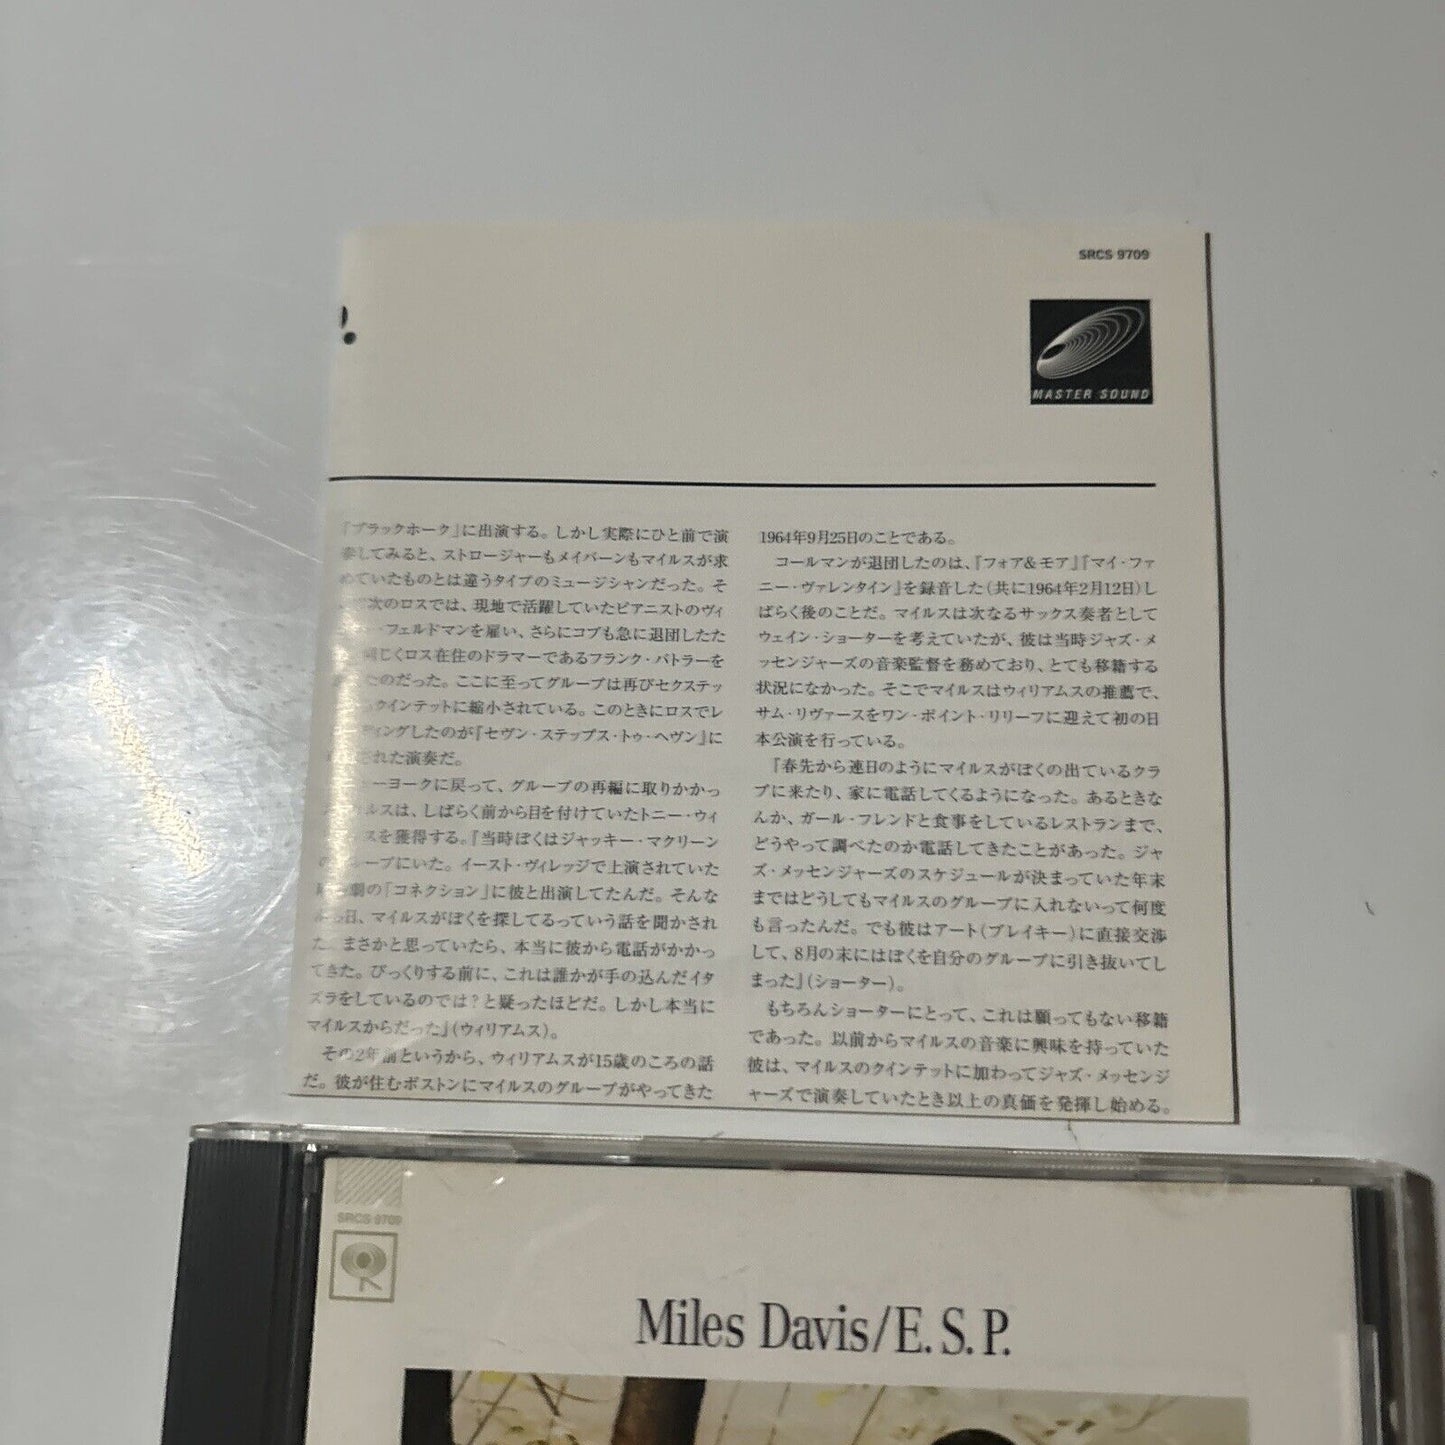 SRCS 9709
MASTER SOUND
『ブラックホーク』に出演する。しかし実際にひと前で演
奏してみると、ストロージャーもメイバーンもマイルスが求
めていたものとは違うタイプのミュージシャンだった。そ
次のロスでは、現地で活躍していたピアニストのヴィ
・フェルドマンを雇い、さらにコブも急に退団したた
同じくロス在住のドラマーであるフランク・バトラーを
たのだった。ここに至ってグループは再びセクステッ
クインテットに縮小されている。このときにロスでレ
ディングしたのが『セヴン・ステップス・トゥ・ヘヴン』に
された演奏だ。
ーヨークに戻って、グループの再編に取りかかっ
ルスは、しばらく前から目を付けていたトニー・ウィ
スを獲得する。『当時ぼくはジャッキー・マクリーン
のグループにいた。イースト・ヴィレッジで上演されていた
劇の「コネクション」に彼と出演してたんだ。そんな
日、マイルスがぼくを探してるっていう話を聞かされ
た。まさかと思っていたら、本当に彼から電話がかかっ
てきた。びっくりする前に、これは誰かが手の込んだイタ
ズラをしているのでは?と疑ったほどだ。しかし本当に
マイルスからだった』(ウィリアムス)。
その2年前というから、ウィリアムスが15歳のころの話
だ。彼が住むボストンにマイルスのグループがやってきた
1964年9月25日のことである。
コールマンが退団したのは、『フォア&モア』『マイ・ファ
ニー・ヴァレンタイン』を録音した(共に1964年2月12日)し
ばらく後のことだ。マイルスは次なるサックス奏者として
ウェイン・ショーターを考えていたが、彼は当時ジャズ・メ
ッセンジャーズの音楽監督を務めており、とても移籍する
状況になかった。そこでマイルスはウィリアムスの推薦で、
サム・リヴァースをワン・ポイント・リリーフに迎えて初の日
本公演を行っている。
『春先から連日のようにマイルスがぼくの出ているクラ
ブに来たり、家に電話してくるようになった。あるときな
んか、ガール・フレンドと食事をしているレストランまで、
どうやって調べたのか電話してきたことがあった。ジャ
ズ・メッセンジャーズのスケジュールが決まっていた年末
まではどうしてもマイルスのグループに入れないって何度
も言ったんだ。でも彼はアート(ブレイキー)に直接交渉
して、8月の末にはぼくを自分のグループに引き抜いてし
まった』(ショーター)。
もちろんショーターにとって、これは願ってもない移籍
であった。以前からマイルスの音楽に興味を持っていた
彼は、マイルスのクインテットに加わってジャズ・メッセンジ
ャーズで演奏していたとき以上の真価を発揮し始める。
SRCS 9709
Miles Davis/E.S.P.